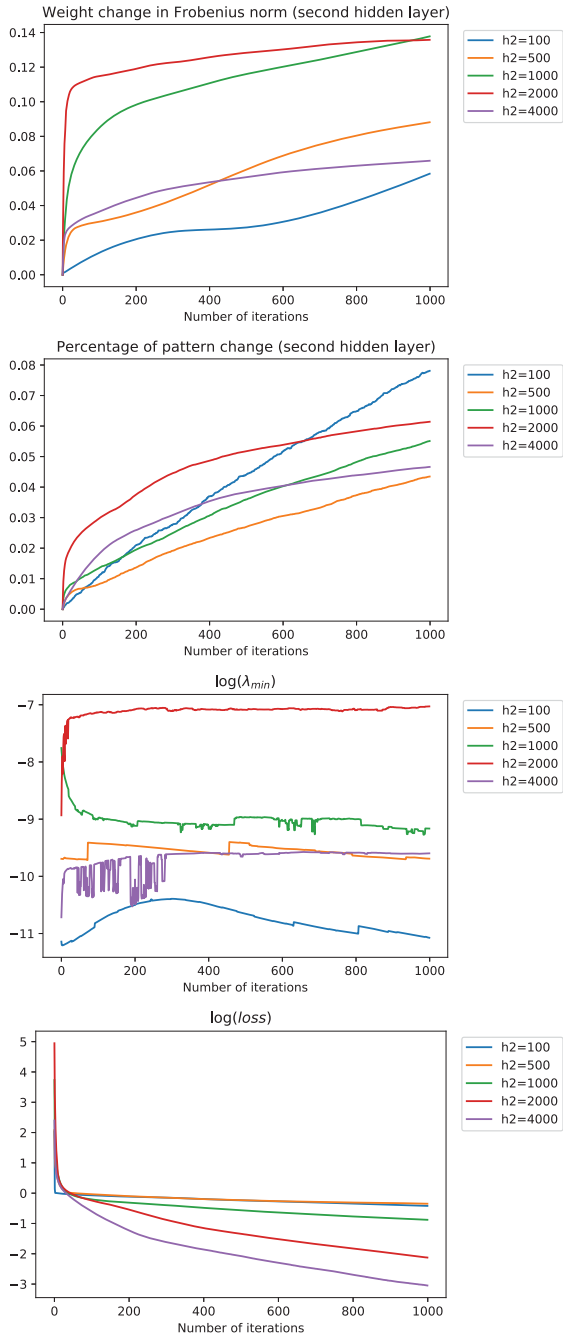 Weight change in Frobenius norm (second hidden layer)
0.14
0.12
0.10
0.08
0.06
0.04
0.02
0.00
0 200 400 600 800 1000
Number of iterations
h2=100
h2=500
h2=1000
h2=2000
h2=4000
Percentage of pattern change (second hidden layer)
0.08
0.07
0.06
0.05
0.04
0.03
0.02
0.01
0.00
0 200 400 600 800 1000
Number of iterations
h2=100
h2=500
h2=1000
h2=2000
h2=4000
log(λmin)
−7
−8
−9
−10
−11
0 200 400 600 800 1000
Number of iterations
h2=100
h2=500
h2=1000
h2=2000
h2=4000
log(loss)
5
4
3
2
1
0
−1
−2
−3
0 200 400 600 800 1000
Number of iterations
h2=100
h2=500
h2=1000
h2=2000
h2=4000